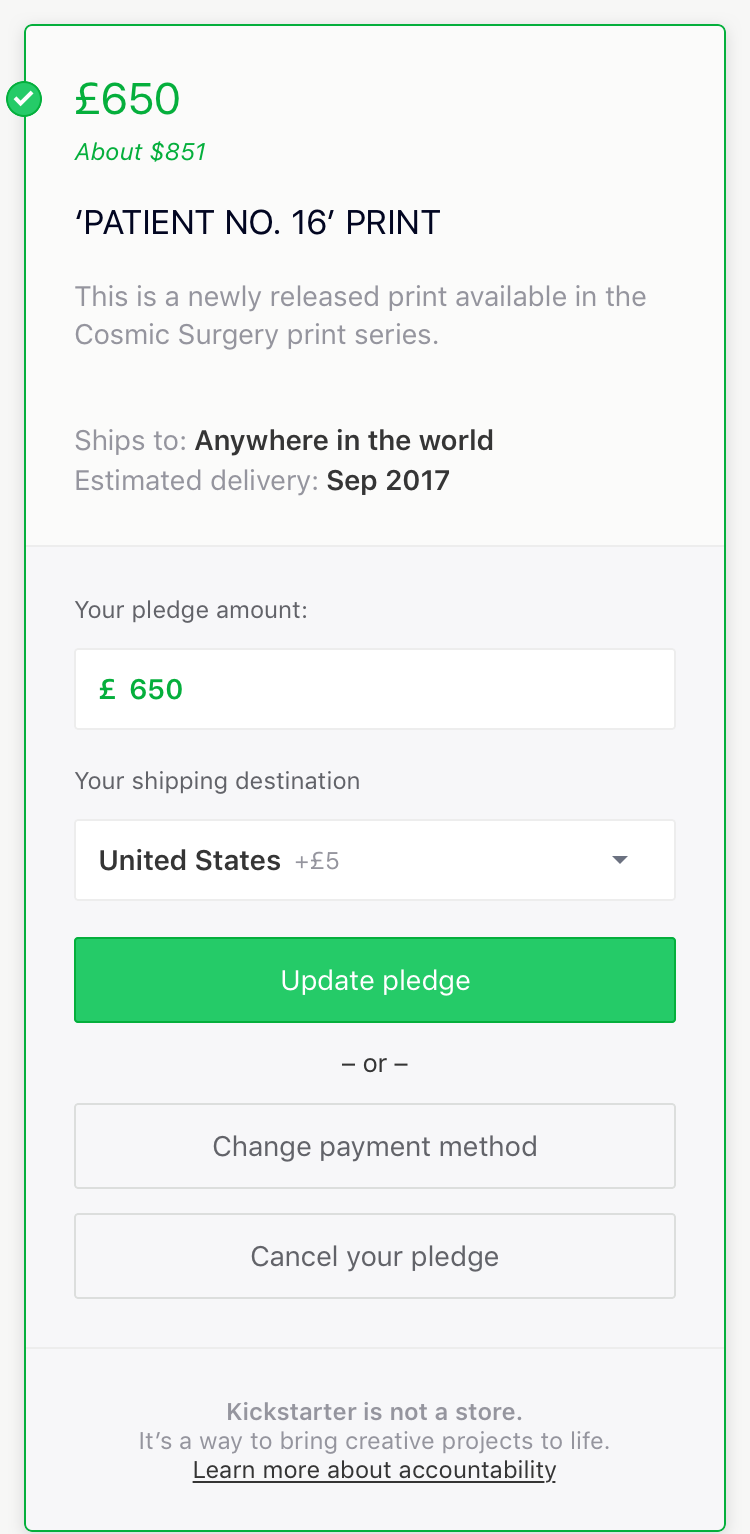 £650
About $851
‘PATIENT NO. 16’ PRINT
This is a newly released print available in the
Cosmic Surgery print series.
Ships to: Anywhere in the world
Estimated delivery: Sep 2017
Your pledge amount:
£ 650
Your shipping destination
United States +£5
Update pledge
– or –
Change payment method
Cancel your pledge
Kickstarter is not a store.
It’s a way to bring creative projects to life.
Learn more about accountability